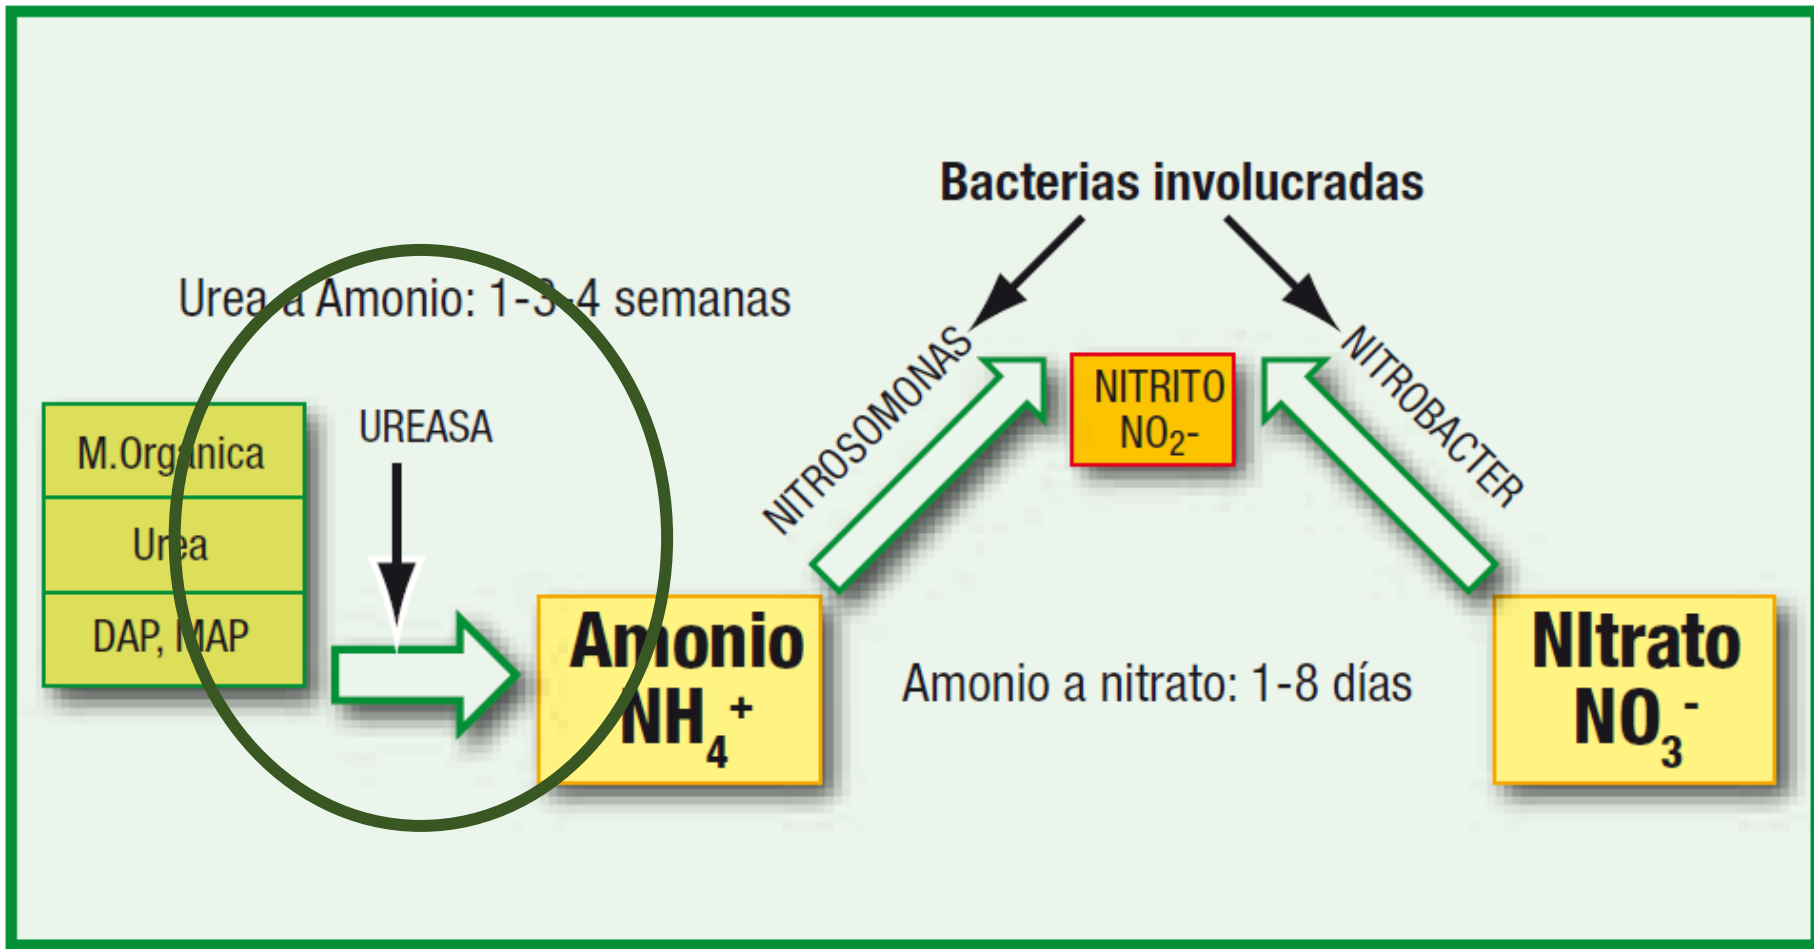 Bacterias involucradas
Urea a Amonio: 1-3-4 semanas
UREASA
M.Organica
Urea
DAP, MAP
NITROSOMONAS
NITRITO
NO₂-
NITROBACTER
Amonio
NH₄⁺
Amonio a nitrato: 1-8 días
NItrato
NO₃⁻